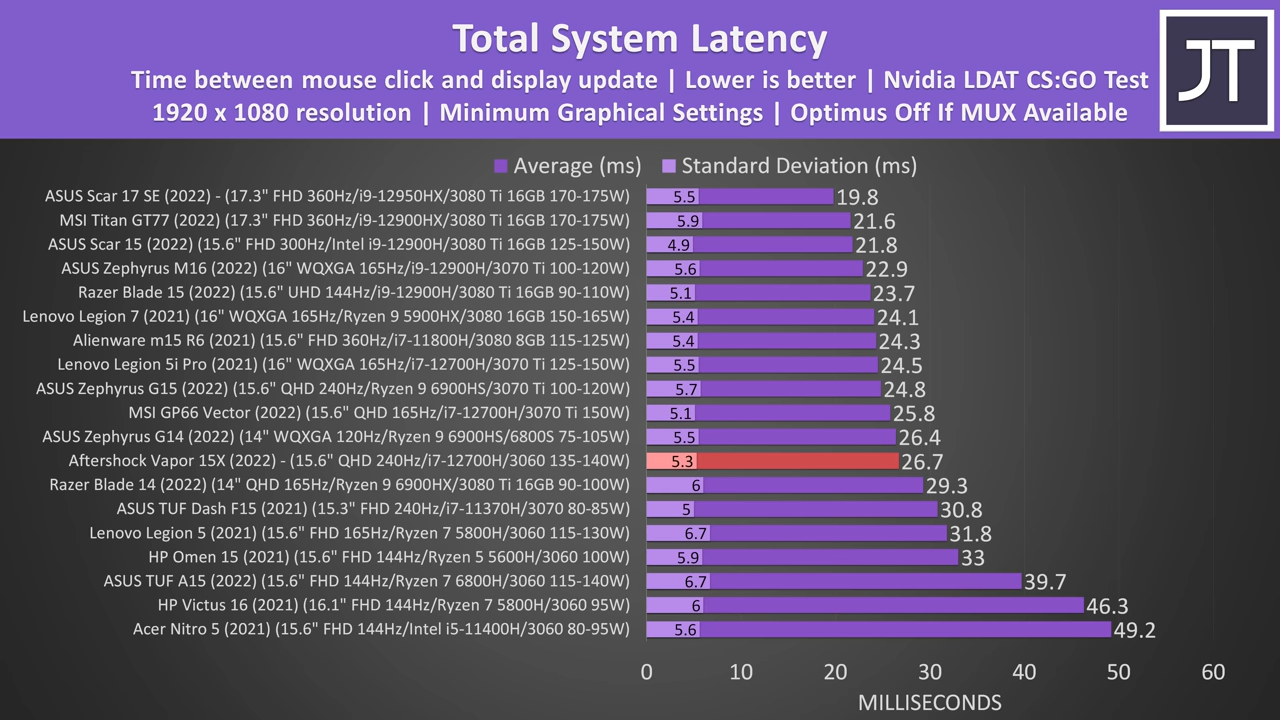 Total System Latency
Time between mouse click and display update | Lower is better | Nvidia LDAT CS:GO Test
1920 x 1080 resolution | Minimum Graphical Settings | Optimus Off If MUX Available
JT
Average (ms) Standard Deviation (ms)
ASUS Scar 17 SE (2022) - (17.3" FHD 360Hz/i9-12950HX/3080 Ti 16GB 170-175W) 5.5 19.8
MSI Titan GT77 (2022) (17.3" FHD 360Hz/i9-12900HX/3080 Ti 16GB 170-175W) 5.9 21.6
ASUS Scar 15 (2022) (15.6" FHD 300Hz/Intel i9-12900H/3080 Ti 16GB 125-150W) 4.9 21.8
ASUS Zephyrus M16 (2022) (16" WQXGA 165Hz/i9-12900H/3070 Ti 100-120W) 5.6 22.9
Razer Blade 15 (2022) (15.6" UHD 144Hz/i9-12900H/3080 Ti 16GB 90-110W) 5.1 23.7
Lenovo Legion 7 (2021) (16" WQXGA 165Hz/Ryzen 9 5900HX/3080 16GB 150-165W) 5.4 24.1
Alienware m15 R6 (2021) (15.6" FHD 360Hz/i7-11800H/3080 8GB 115-125W) 5.4 24.3
Lenovo Legion 5i Pro (2021) (16" WQXGA 165Hz/i7-12700H/3070 Ti 125-150W) 5.5 24.5
ASUS Zephyrus G15 (2022) (15.6" QHD 240Hz/Ryzen 9 6900HS/3070 Ti 100-120W) 5.7 24.8
MSI GP66 Vector (2022) (15.6" QHD 165Hz/i7-12700H/3070 Ti 150W) 5.1 25.8
ASUS Zephyrus G14 (2022) (14" WQXGA 120Hz/Ryzen 9 6900HS/6800S 75-105W) 5.5 26.4
Aftershock Vapor 15X (2022) - (15.6" QHD 240Hz/i7-12700H/3060 135-140W) 5.3 26.7
Razer Blade 14 (2022) (14" QHD 165Hz/Ryzen 9 6900HX/3080 Ti 16GB 90-100W) 6 29.3
ASUS TUF Dash F15 (2021) (15.3" FHD 240Hz/i7-11370H/3070 80-85W) 5 30.8
Lenovo Legion 5 (2021) (15.6" FHD 165Hz/Ryzen 7 5800H/3060 115-130W) 6.7 31.8
HP Omen 15 (2021) (15.6" FHD 144Hz/Ryzen 5 5600H/3060 100W) 5.9 33
ASUS TUF A15 (2022) (15.6" FHD 144Hz/Ryzen 7 6800H/3060 115-140W) 6.7 39.7
HP Victus 16 (2021) (16.1" FHD 144Hz/Ryzen 7 5800H/3060 95W) 6 46.3
Acer Nitro 5 (2021) (15.6" FHD 144Hz/Intel i5-11400H/3060 80-95W) 5.6 49.2
0 10 20 30 40 50 60
MILLISECONDS